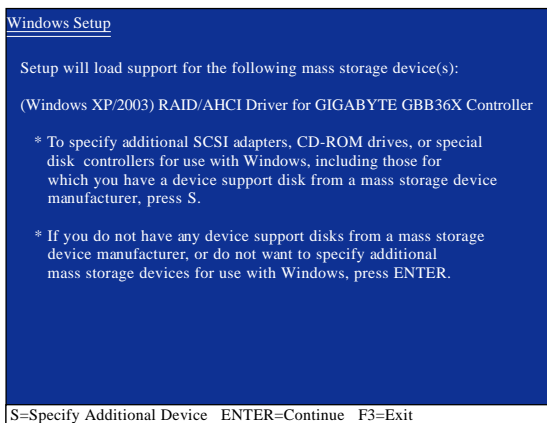 Windows Setup
Setup will load support for the following mass storage device(s):
(Windows XP/2003) RAID/AHCI Driver for GIGABYTE GBB36X Controller
* To specify additional SCSI adapters, CD-ROM drives, or special
disk controllers for use with Windows, including those for
which you have a device support disk from a mass storage device
manufacturer, press S.
* If you do not have any device support disks from a mass storage
device manufacturer, or do not want to specify additional
mass storage devices for use with Windows, press ENTER.
S=Specify Additional Device ENTER=Continue F3=Exit